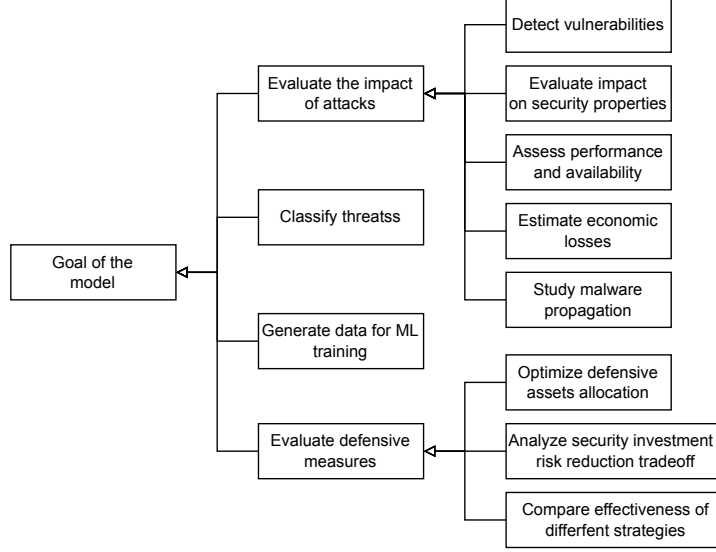 Detect vulnerabilities
Evaluate the impact
of attacks
Evaluate impact
on security properties
Assess performance
and availability
Classify threatss
Estimate economic
losses
Goal of the
model
Study malware
propagation
Generate data for ML
training
Optimize defensive
assets allocation
Evaluate defensive
measures
Analyze security investment
risk reduction tradeoff
Compare effectiveness of
differfent strategies